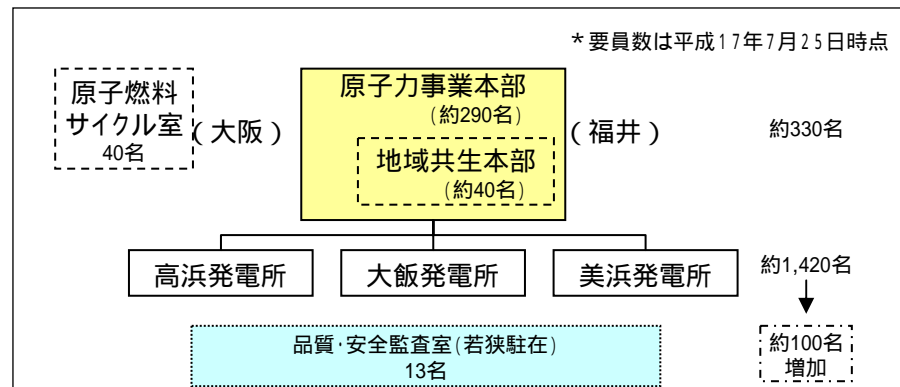 *要員数は平成17年7月25日時点
原子燃料
サイクル室
40名
(大阪)
原子力事業本部
(約290名)
地域共生本部
(約40名)
(福井)
約330名
高浜発電所
大飯発電所
美浜発電所
約1,420名
品質・安全監査室(若狭駐在)
13名
約100名
増加